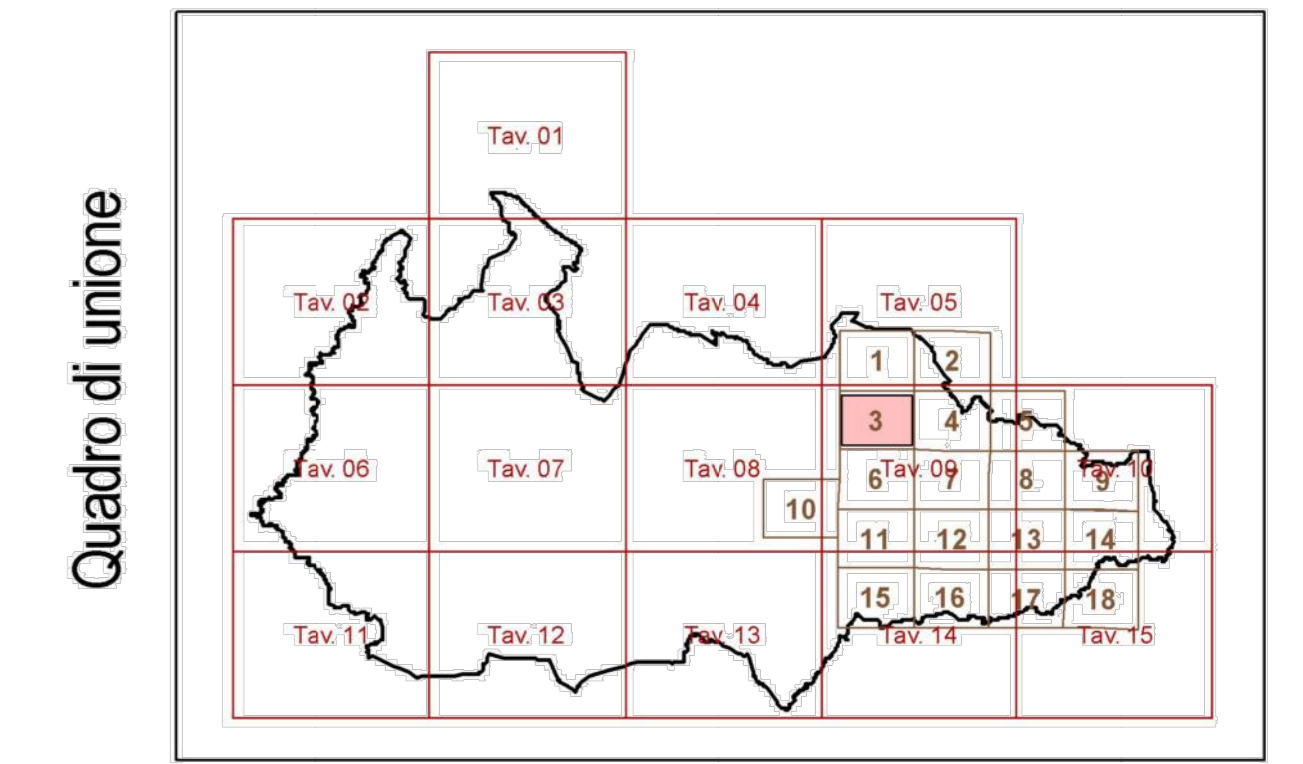 Quadro di unione
Tav. 01
Tav. 02
Tav. 03
Tav. 04
Tav. 05
1
2
3
4
5
Tav. 06
Tav. 07
Tav. 08
Tav. 09
Tav. 10
6
7
8
9
10
11
12
13
14
15
16
17
18
Tav. 11
Tav. 12
Tav. 13
Tav. 14
Tav. 15